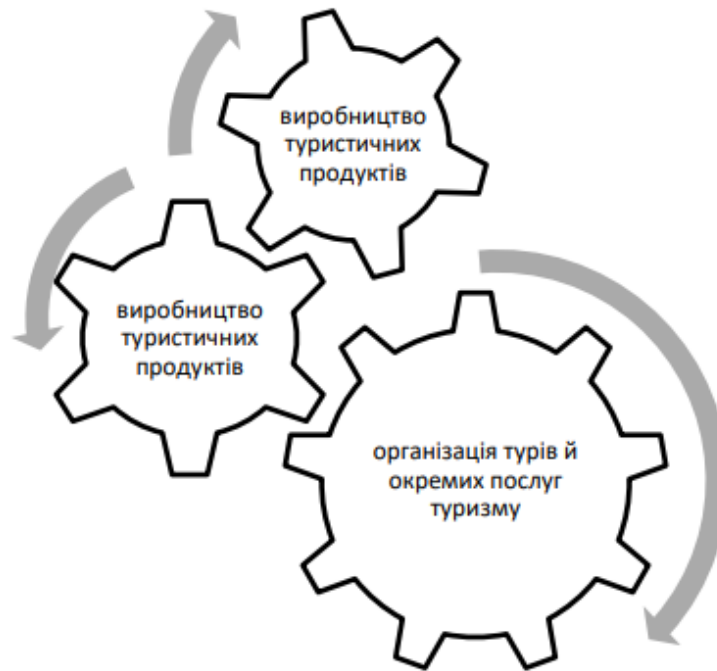 виробництво
туристичних
продуктів
виробництво
туристичних
продуктів
організація турів й
окремих послуг
туризму